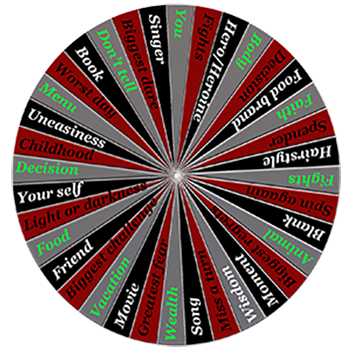 You
Fights
Hero/Heroine
Body
Decision
Food brand
Faith
Spender
Hairstyle
Fights
Spin again
Blank
Animal
Biggest regrets
Moment
Wisdom
Miss a turn
Song
Wealth
Greatest fear
Movie
Vacation
Biggest challenge
Friend
Food
Light or darkness
Your self
Decision
Childhood
Uneasiness
Menu
Worst day
Book
Don't tell
Biggest dare
Singer